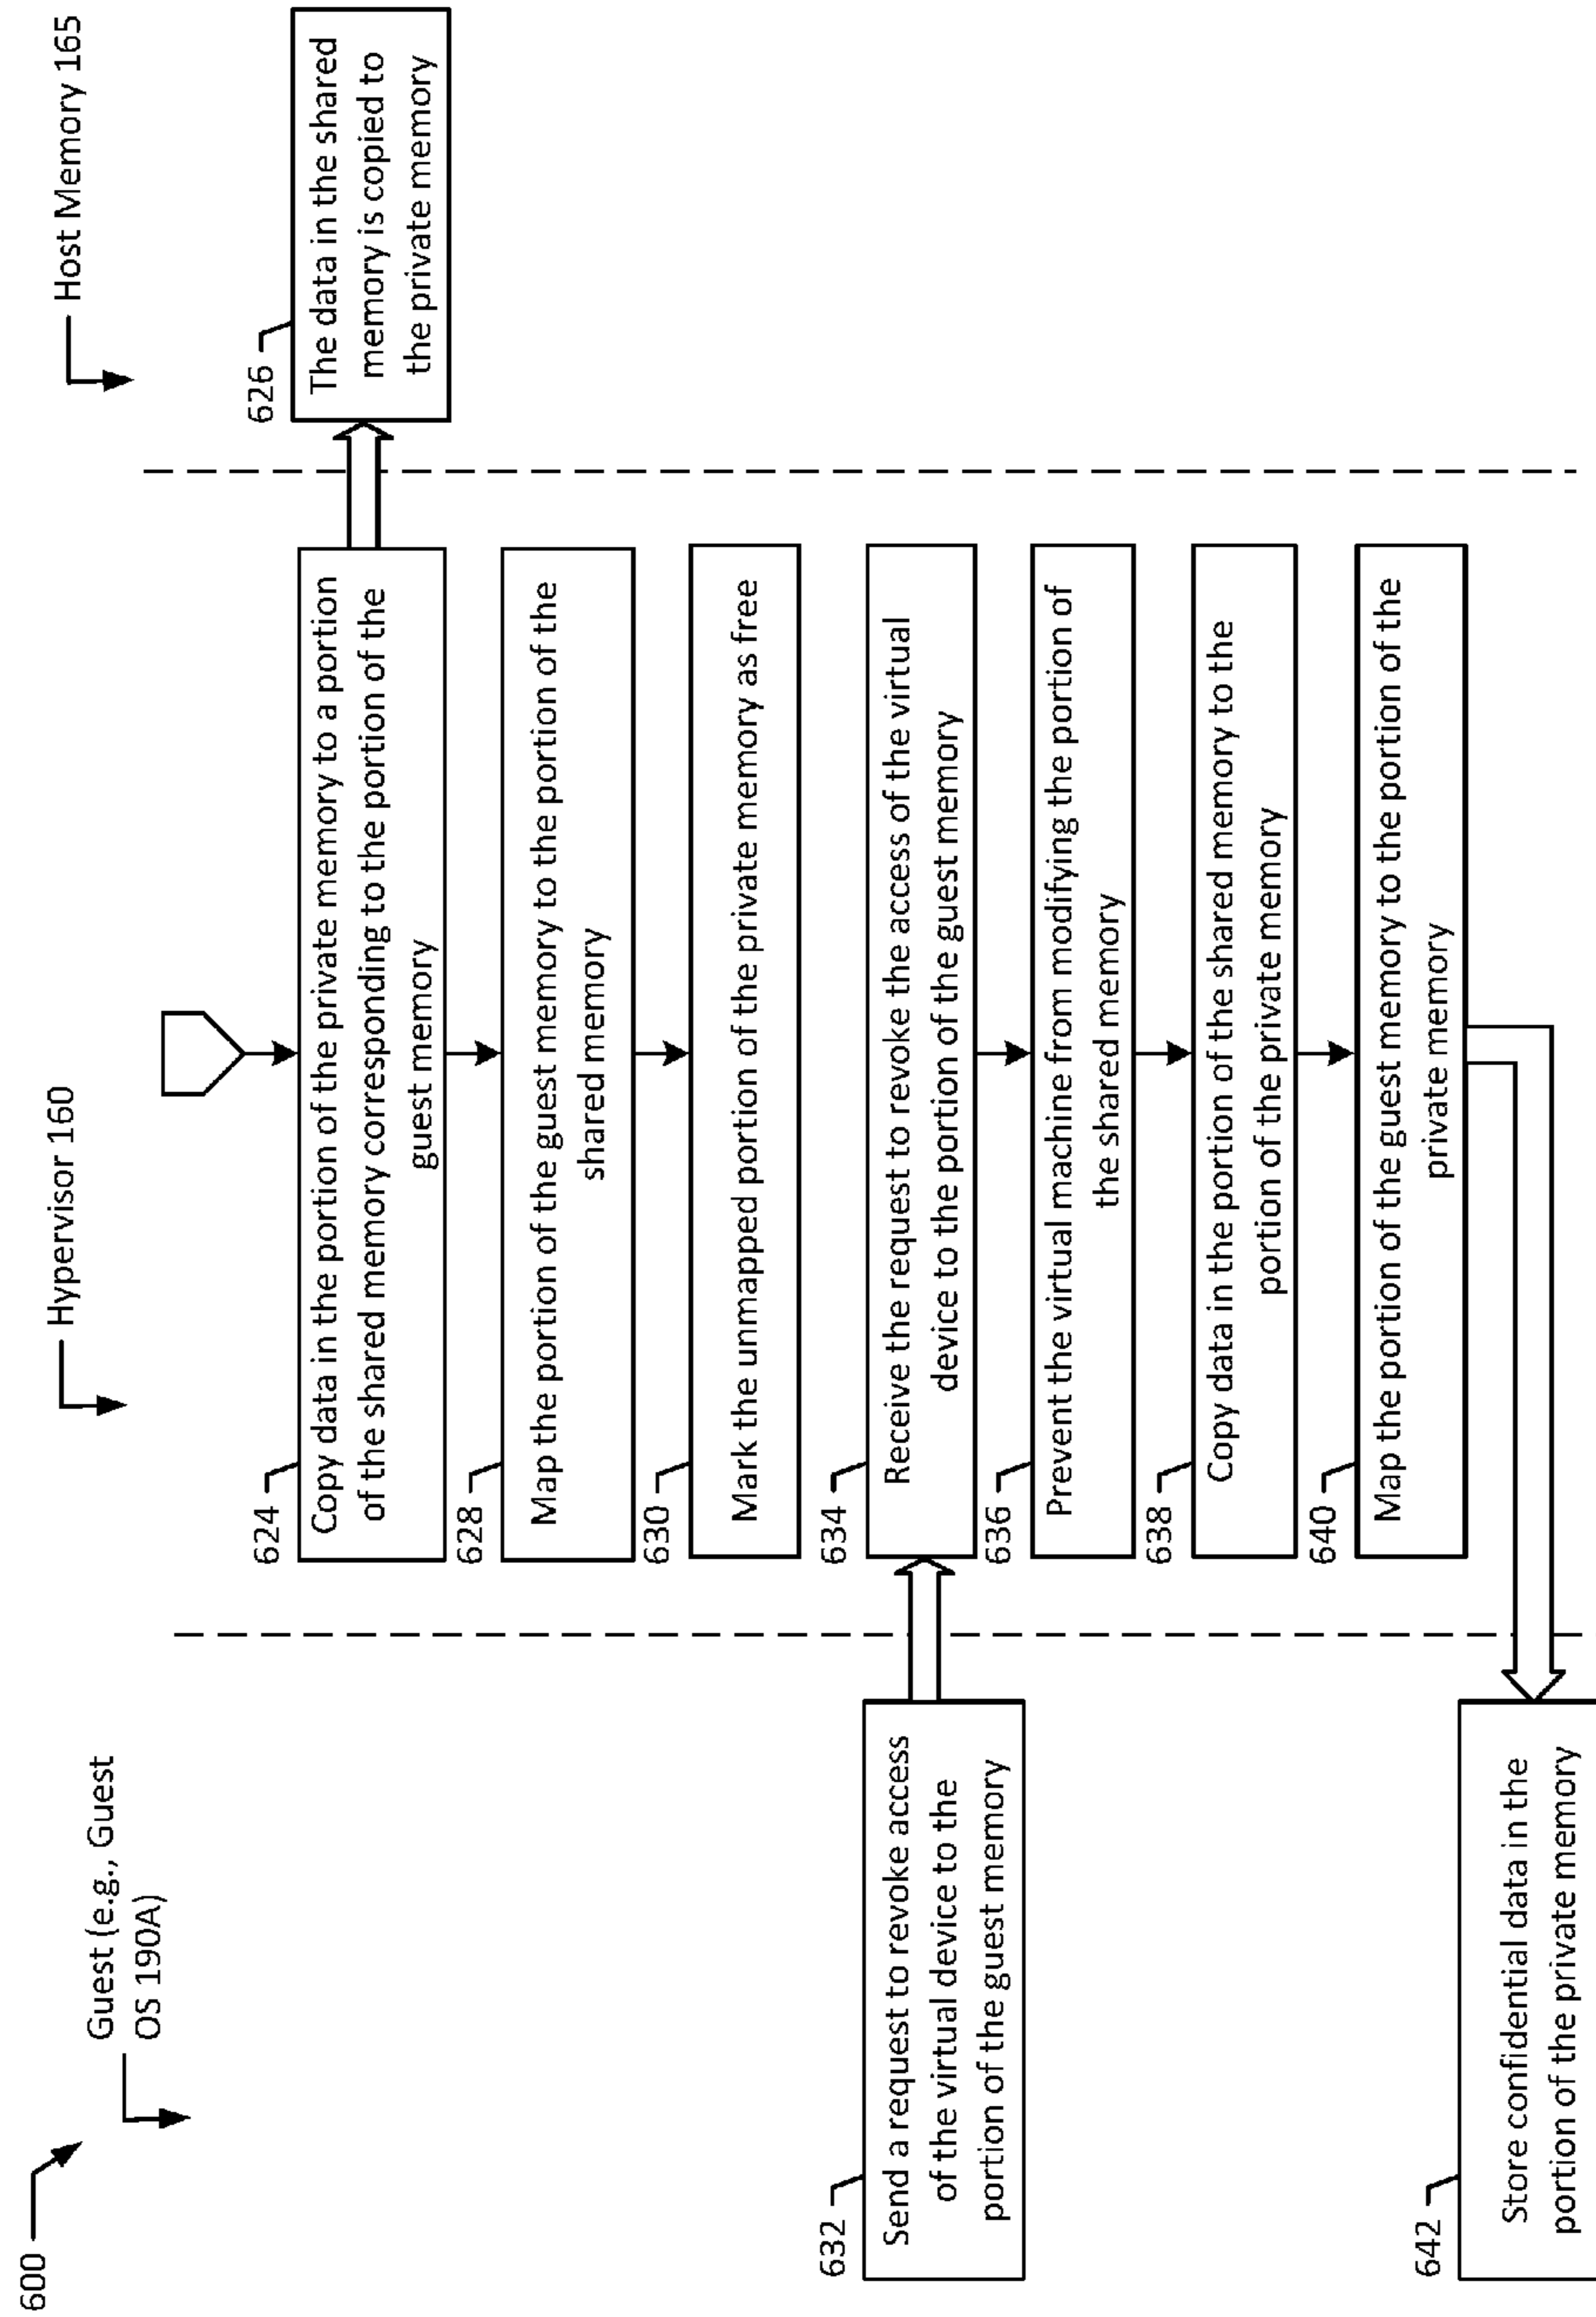 600
Guest (e.g., Guest
OS 190A)
Hypervisor 160
Host Memory 165
624
Copy data in the portion of the private memory to a portion
of the shared memory corresponding to the portion of the
guest memory
626
The data in the shared
memory is copied to
the private memory
628
Map the portion of the guest memory to the portion of the
shared memory
630
Mark the unmapped portion of the private memory as free
632
Send a request to revoke access
of the virtual device to the
portion of the guest memory
634
Receive the request to revoke the access of the virtual
device to the portion of the guest memory
636
Prevent the virtual machine from modifying the portion of
the shared memory
638
Copy data in the portion of the shared memory to the
portion of the private memory
640
Map the portion of the guest memory to the portion of the
private memory
642
Store confidential data in the
portion of the private memory